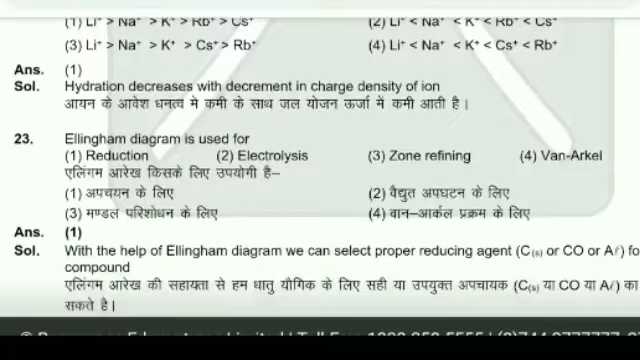 (1) Li⁺ > Na⁺ > K⁺ > Rb⁺ > Cs⁺ (2) Li⁺ < Na⁺ < K⁺ < Rb⁺ < Cs⁺
(3) Li⁺ > Na⁺ > K⁺ > Cs⁺ > Rb⁺ (4) Li⁺ < Na⁺ < K⁺ < Cs⁺ < Rb⁺
Ans. (1)
Sol. Hydration decreases with decrement in charge density of ion
आयन के आवेश धनत्व मे कमी के साथ जल योजन ऊर्जा में कमी आती है।
23. Ellingham diagram is used for
(1) Reduction (2) Electrolysis (3) Zone refining (4) Van-Arkel
एलिंगम आरेख किसके लिए उपयोगी है–
(1) अपचयन के लिए (2) वैद्युत अपघटन के लिए
(3) मण्डल परिशोधन के लिए (4) वान–आर्कल प्रक्रम के लिए
Ans. (1)
Sol. With the help of Ellingham diagram we can select proper reducing agent (C(s) or CO or Aℓ) fo
compound
एलिंगम आरेख की सहायता से हम धातु यौगिक के लिए सही या उपयुक्त अपचायक (C(s) या CO या Aℓ) का
सकते है।